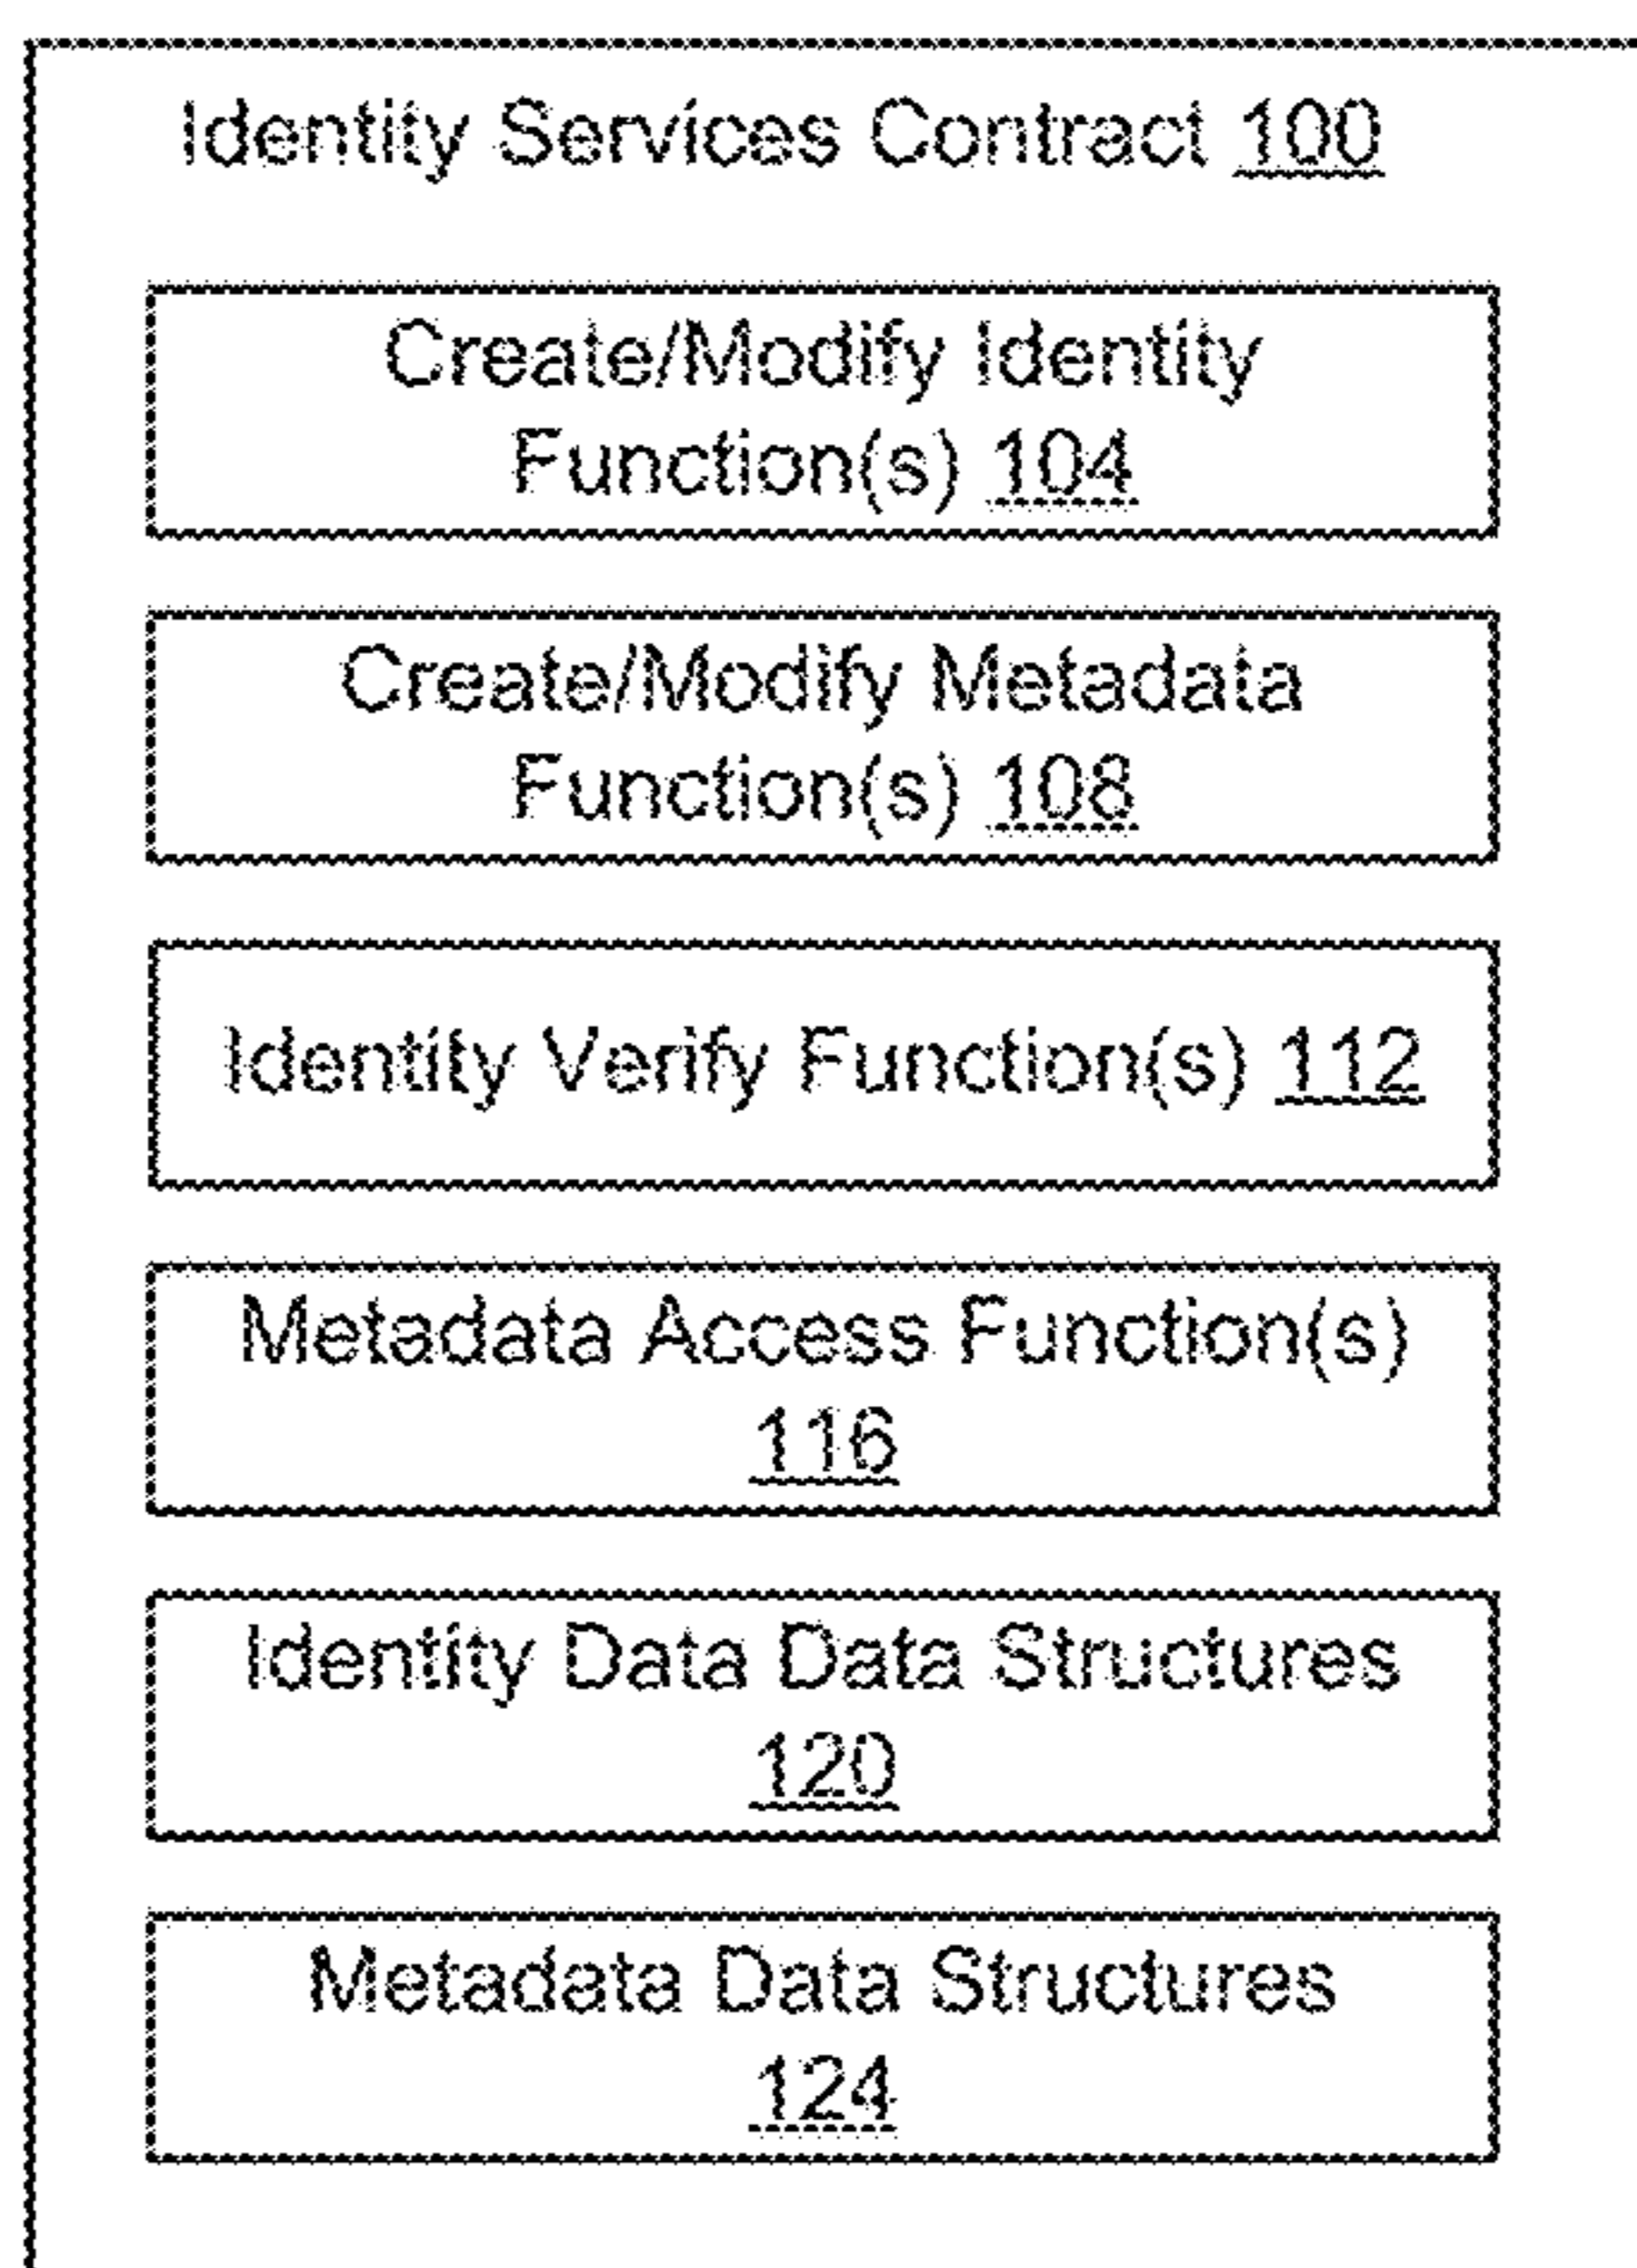 Identity Services Contract 100
Create/Modify Identity
Function(s) 104
Create/Modify Metadata
Function(s) 108
Identity Verify Function(s) 112
Metadata Access Function(s)
116
Identity Data Data Structures
120
Metadata Data Structures
124